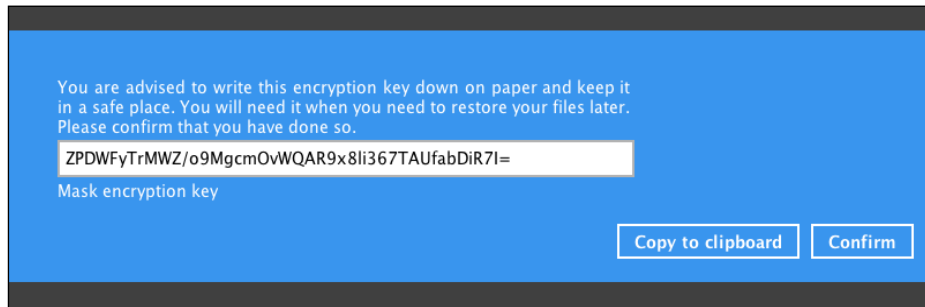 You are advised to write this encryption key down on paper and keep it
in a safe place. You will need it when you need to restore your files later.
Please confirm that you have done so.
ZPDWFyTrMWZ/o9MgcmOvWQAR9x8li367TAUfabDiR7I=
Mask encryption key
Copy to clipboard
Confirm